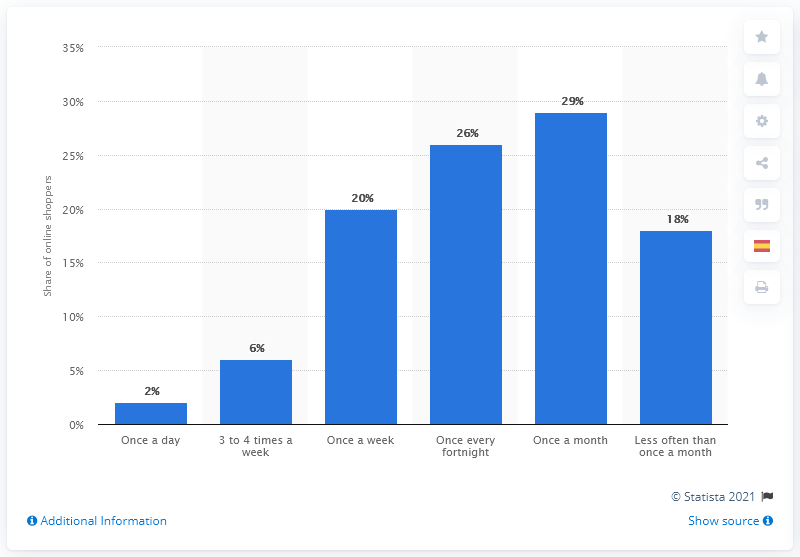 35%
30%
25%
20%
15%
10%
5%
0%
Share of online shoppers
2%
6%
20%
26%
29%
18%
Once a day
3 to 4 times a
week
Once a week
Once every
fortnight
Once a month
Less often than
once a month
© Statista 2021
Additional Information
Show source